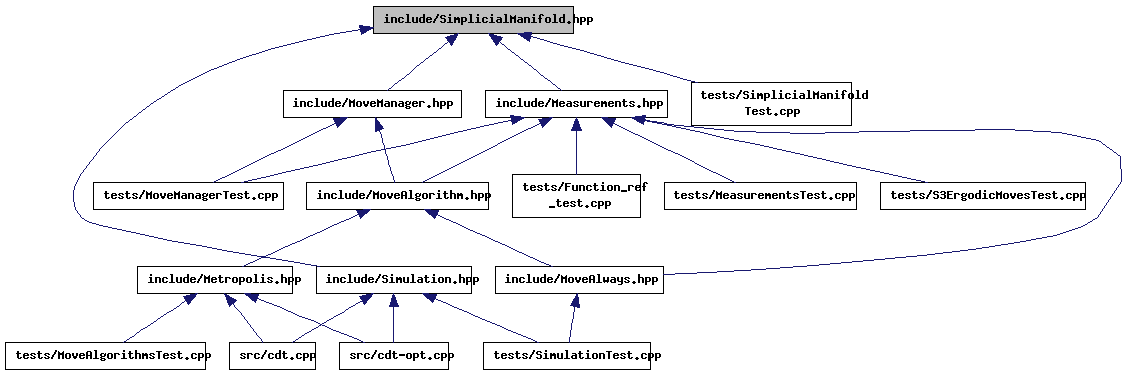 include/SimplicialManifold.hpp
include/MoveManager.hpp
include/Measurements.hpp
tests/SimplicialManifold
Test.cpp
tests/MoveManagerTest.cpp
include/MoveAlgorithm.hpp
tests/Function_ref
_test.cpp
tests/MeasurementsTest.cpp
tests/S3ErgodicMovesTest.cpp
include/Metropolis.hpp
include/Simulation.hpp
include/MoveAlways.hpp
tests/MoveAlgorithmsTest.cpp
src/cdt.cpp
src/cdt-opt.cpp
tests/SimulationTest.cpp